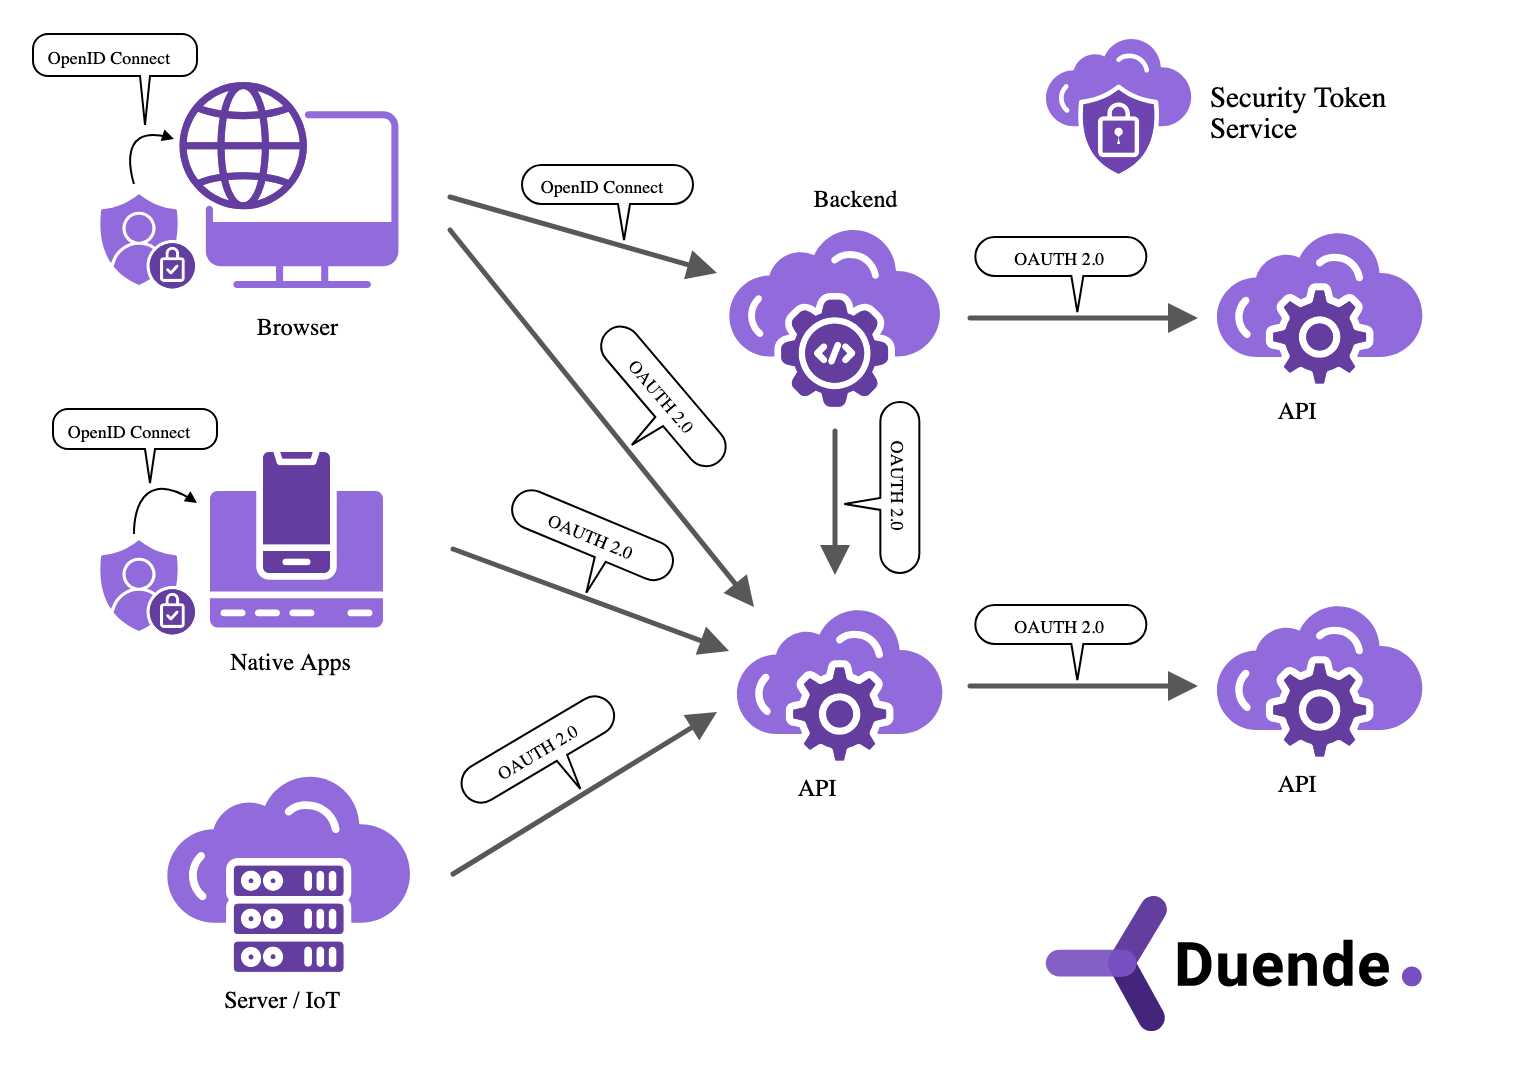 OpenID Connect
Security Token
Service
OpenID Connect
Backend
OAUTH 2.0
Browser
OAUTH 2.0
API
OpenID Connect
OAUTH 2.0
OAUTH 2.0
Native Apps
OAUTH 2.0
OAUTH 2.0
API
API
Server / IoT
Duende.